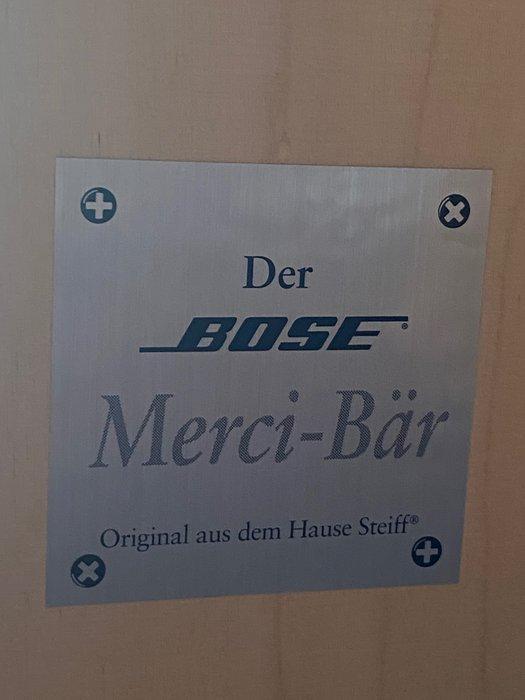 Der
BOSE®
Merci-Bär
Original aus dem Hause Steiff®